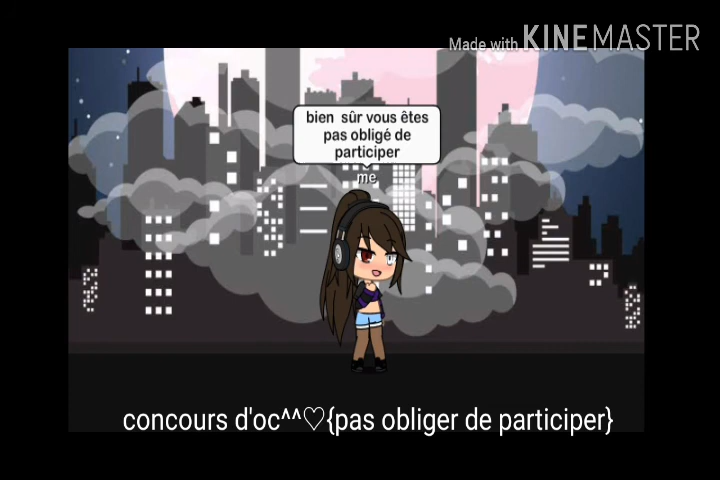 Made with KINEMASTER
bien sûr vous êtes
pas obligé de
participer
me
concours d'oc^^♡{pas obliger de participer}